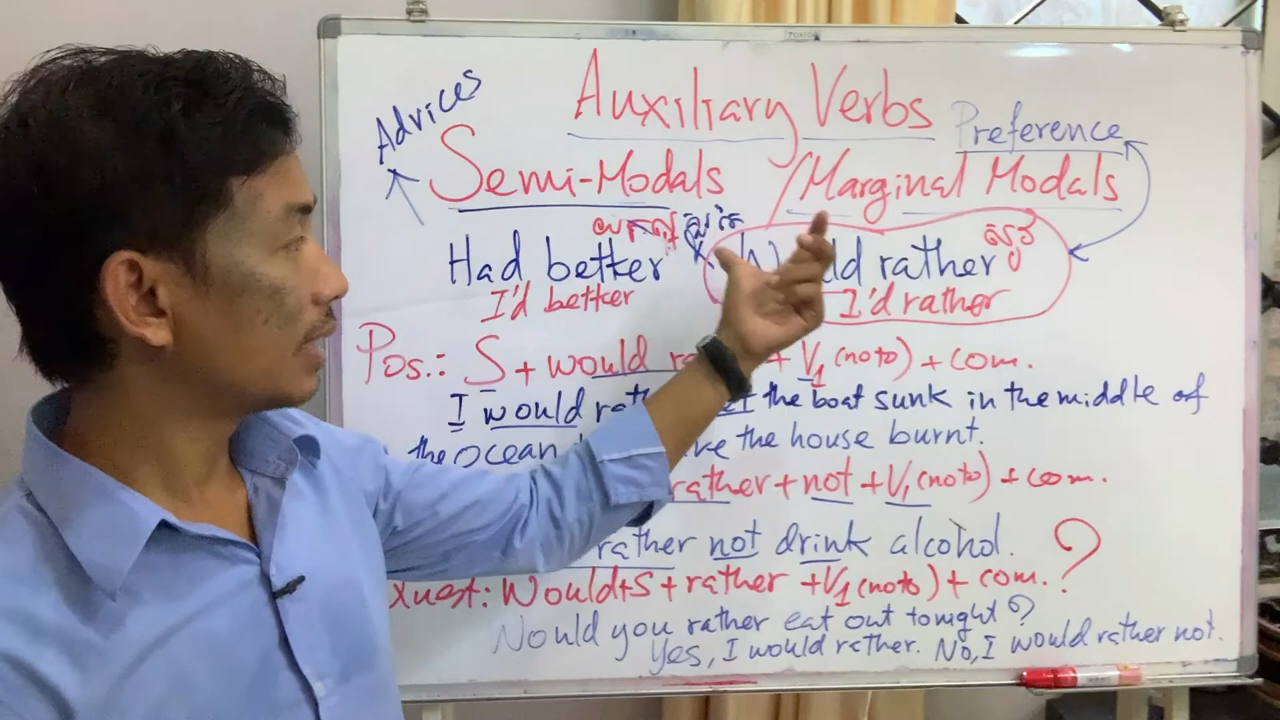 Auxiliary Verbs
Advices
Preference
Semi-Modals / Marginal Modals
Had better
rather
I'd better
I'd rather
Pos.: S + would + V1 (no to) + com.
I would the boat sunk in the middle of
the ocean the house burnt.
rather + not + V1 (no to) + com.
rather not drink alcohol.
Would + S + rather + V1 (no to) + com. ?
Would you rather eat out tonight ?
Yes, I would rather. No, I would rather not.